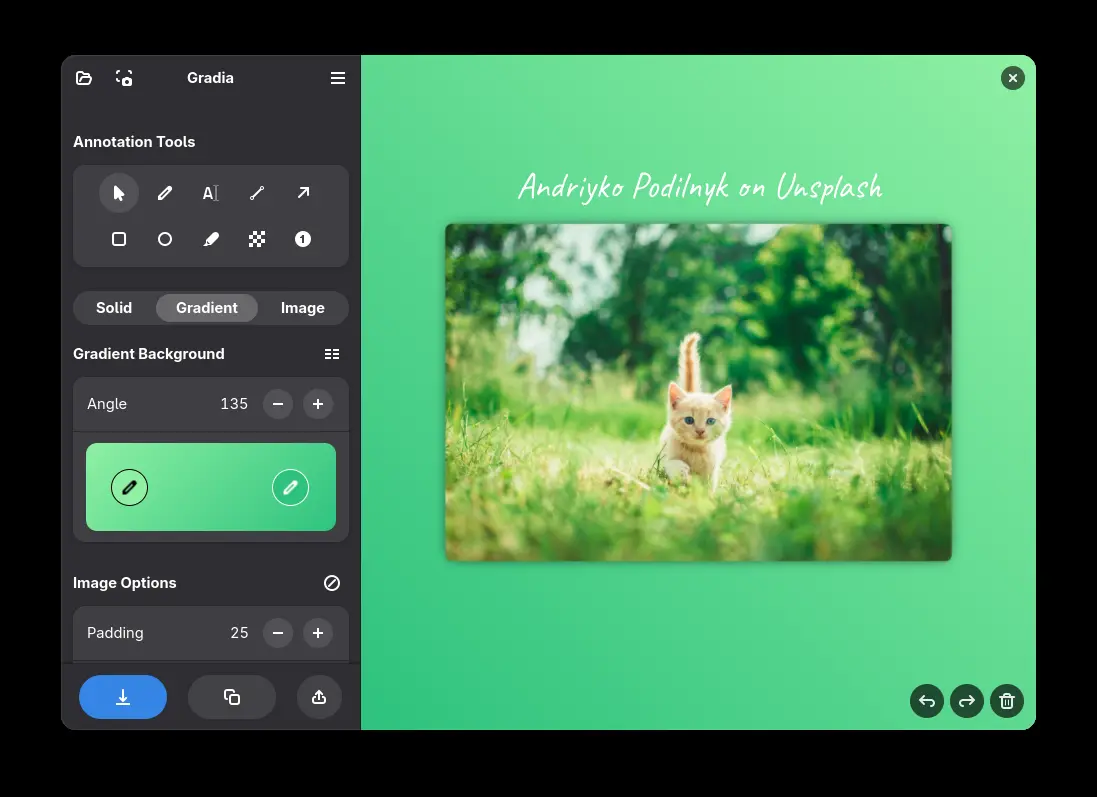 Gradia
Annotation Tools
A
1
Solid Gradient Image
Gradient Background
Angle 135
Image Options
Padding 25
Andriyko Podilnyk on Unsplash